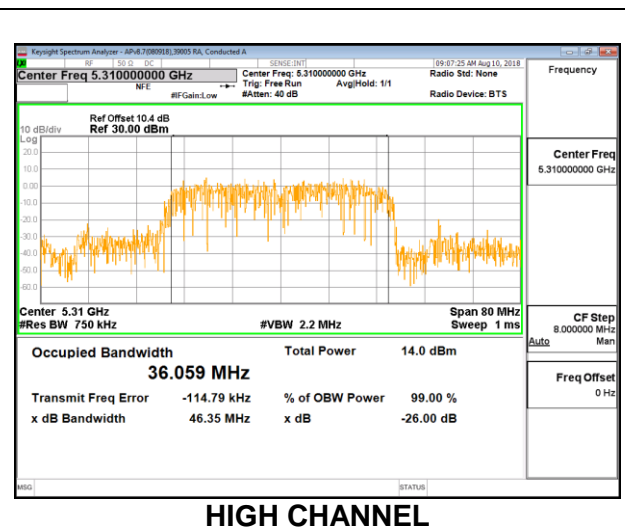 Keysight Spectrum Analyzer - APv8.7(080918),39005 RA, Conducted A
RF 50 Ω DC SENSE:INT 09:07:25 AM Aug 10, 2018
Center Freq 5.310000000 GHz Center Freq: 5.310000000 GHz Radio Std: None Frequency
NFE Trig: Free Run Avg|Hold: 1/1
#IFGain:Low #Atten: 40 dB Radio Device: BTS
Ref Offset 10.4 dB
10 dB/div Ref 30.00 dBm
Log
20.0
10.0
0.00
-10.0
-20.0
-30.0
-40.0
-50.0
-60.0
Center Freq
5.310000000 GHz
Center 5.31 GHz Span 80 MHz
#Res BW 750 kHz #VBW 2.2 MHz Sweep 1 ms
CF Step
8.000000 MHz
Auto Man
Occupied Bandwidth Total Power 14.0 dBm
36.059 MHz
Freq Offset
0 Hz
Transmit Freq Error -114.79 kHz % of OBW Power 99.00 %
x dB Bandwidth 46.35 MHz x dB -26.00 dB
MSG STATUS
HIGH CHANNEL